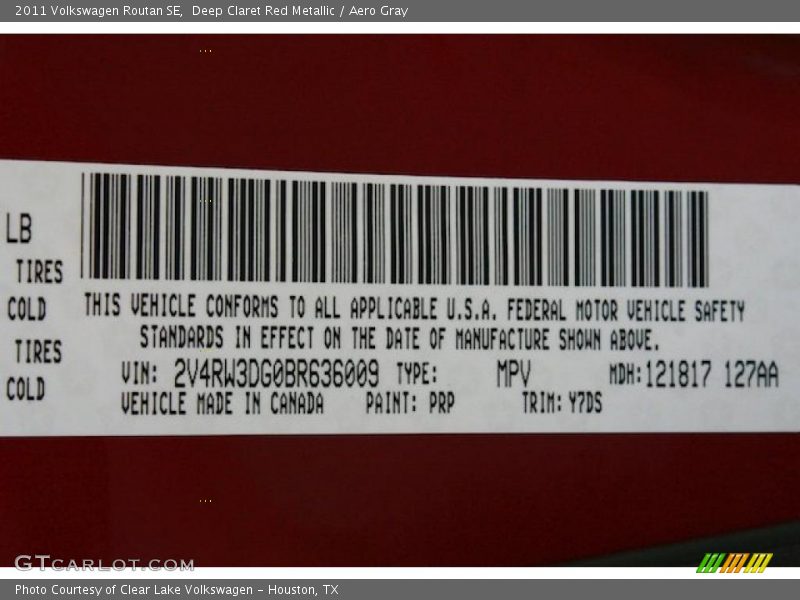 2011 Volkswagen Routan SE,  Deep Claret Red Metallic / Aero Gray
LB
TIRES
COLD
TIRES
COLD
THIS VEHICLE CONFORMS TO ALL APPLICABLE U.S.A. FEDERAL MOTOR VEHICLE SAFETY
STANDARDS IN EFFECT ON THE DATE OF MANUFACTURE SHOWN ABOVE.
VIN: 2V4RW3DG0BR636009 TYPE: MPV MDH: 121817 127AA
VEHICLE MADE IN CANADA PAINT: PRP TRIM: Y7DS
GTCARLOT.COM
Photo Courtesy of Clear Lake Volkswagen – Houston, TX